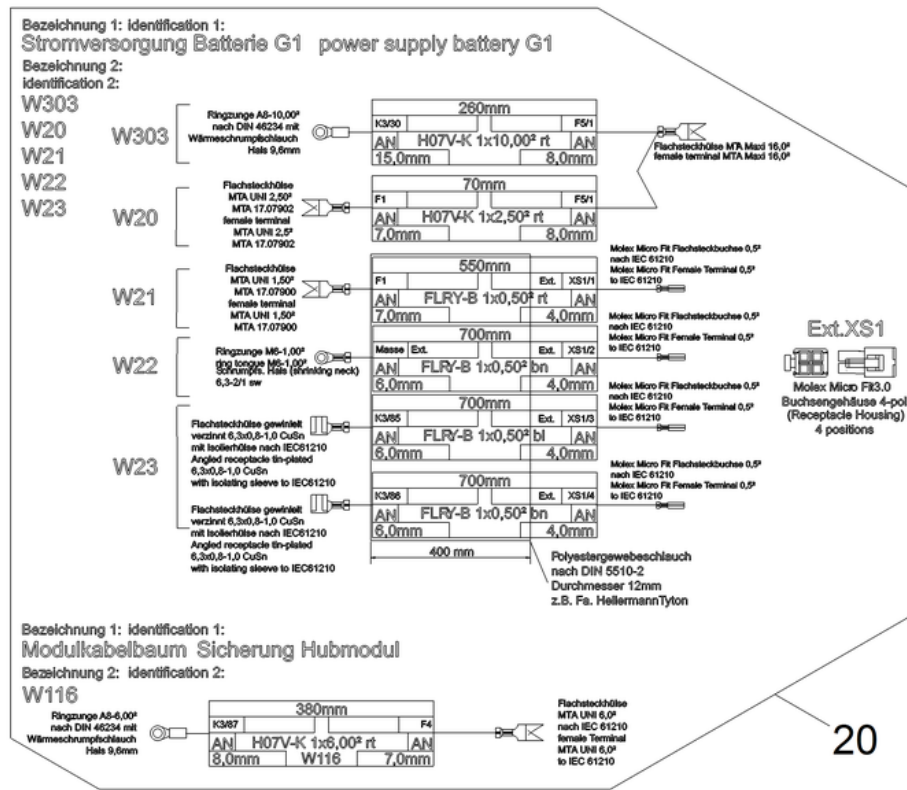 Bezeichnung 1: identification 1:
Stromversorgung Batterie G1 power supply battery G1
Bezeichnung 2:
identification 2:
W303
W20
W21
W22
W23
W303
Ringzunge A8-10,00²
nach DIN 46234 mit
Wärmeschrumpfschlauch
Hals 9,6mm
260mm
K3/30 F5/1
AN H07V-K 1x10,00² rt AN
15,0mm 8,0mm
Flachsteckhülse MTA Maxi 16,0²
female terminal MTA Maxi 16,0²
W20
Flachsteckhülse
MTA UNI 2,50²
MTA 17.07902
female terminal
MTA UNI 2,5²
MTA 17.07902
70mm
F1 F5/1
AN H07V-K 1x2,50² rt AN
7,0mm 8,0mm
W21
Flachsteckhülse
MTA UNI 1,50²
MTA 17.07900
female terminal
MTA UNI 1,50²
MTA 17.07900
550mm
F1 Ext. XS1/1
AN FLRY-B 1x0,50² rt AN
7,0mm 4,0mm
Molex Micro Fit Flachsteckbuchse 0,5²
nach IEC 61210
Molex Micro Fit Female Terminal 0,5²
to IEC 61210
W22
Ringzunge M6-1,00²
ring tongue M6-1,00²
Schrumpfs. Hals (shrinking neck)
6,3-2/1 sw
700mm
Masse Ext. Ext. XS1/2
AN FLRY-B 1x0,50² bn AN
6,0mm 4,0mm
Molex Micro Fit Flachsteckbuchse 0,5²
nach IEC 61210
Molex Micro Fit Female Terminal 0,5²
to IEC 61210
W23
Flachsteckhülse gewinkelt
verzinnt 6,3x0,8-1,0 CuSn
mit Isolierhülse nach IEC61210
Angled receptacle tin-plated
6,3x0,8-1,0 CuSn
with isolating sleeve to IEC61210
700mm
K3/85 Ext. XS1/3
AN FLRY-B 1x0,50² bl AN
6,0mm 4,0mm
Molex Micro Fit Flachsteckbuchse 0,5²
nach IEC 61210
Molex Micro Fit Female Terminal 0,5²
to IEC 61210
Flachsteckhülse gewinkelt
verzinnt 6,3x0,8-1,0 CuSn
mit Isolierhülse nach IEC61210
Angled receptacle tin-plated
6,3x0,8-1,0 CuSn
with isolating sleeve to IEC61210
700mm
K3/86 Ext. XS1/4
AN FLRY-B 1x0,50² bn AN
6,0mm 4,0mm
Molex Micro Fit Flachsteckbuchse 0,5²
nach IEC 61210
Molex Micro Fit Female Terminal 0,5²
to IEC 61210
400 mm
Polyestergewebeschlauch
nach DIN 5510-2
Durchmesser 12mm
z.B. Fa. HellermannTyton
Ext.XS1
Molex Micro Fit3.0
Buchsengehäuse 4-pol
(Receptacle Housing)
4 positions
Bezeichnung 1: identification 1:
Modulkabelbaum Sicherung Hubmodul
Bezeichnung 2: identification 2:
W116
Ringzunge A8-6,00²
nach DIN 46234 mit
Wärmeschrumpfschlauch
Hals 9,6mm
380mm
K3/87 F4
AN H07V-K 1x6,00² rt AN
8,0mm W116 7,0mm
Flachsteckhülse
MTA UNI 6,0²
nach IEC 61210
female Terminal
MTA UNI 6,0²
to IEC 61210
20